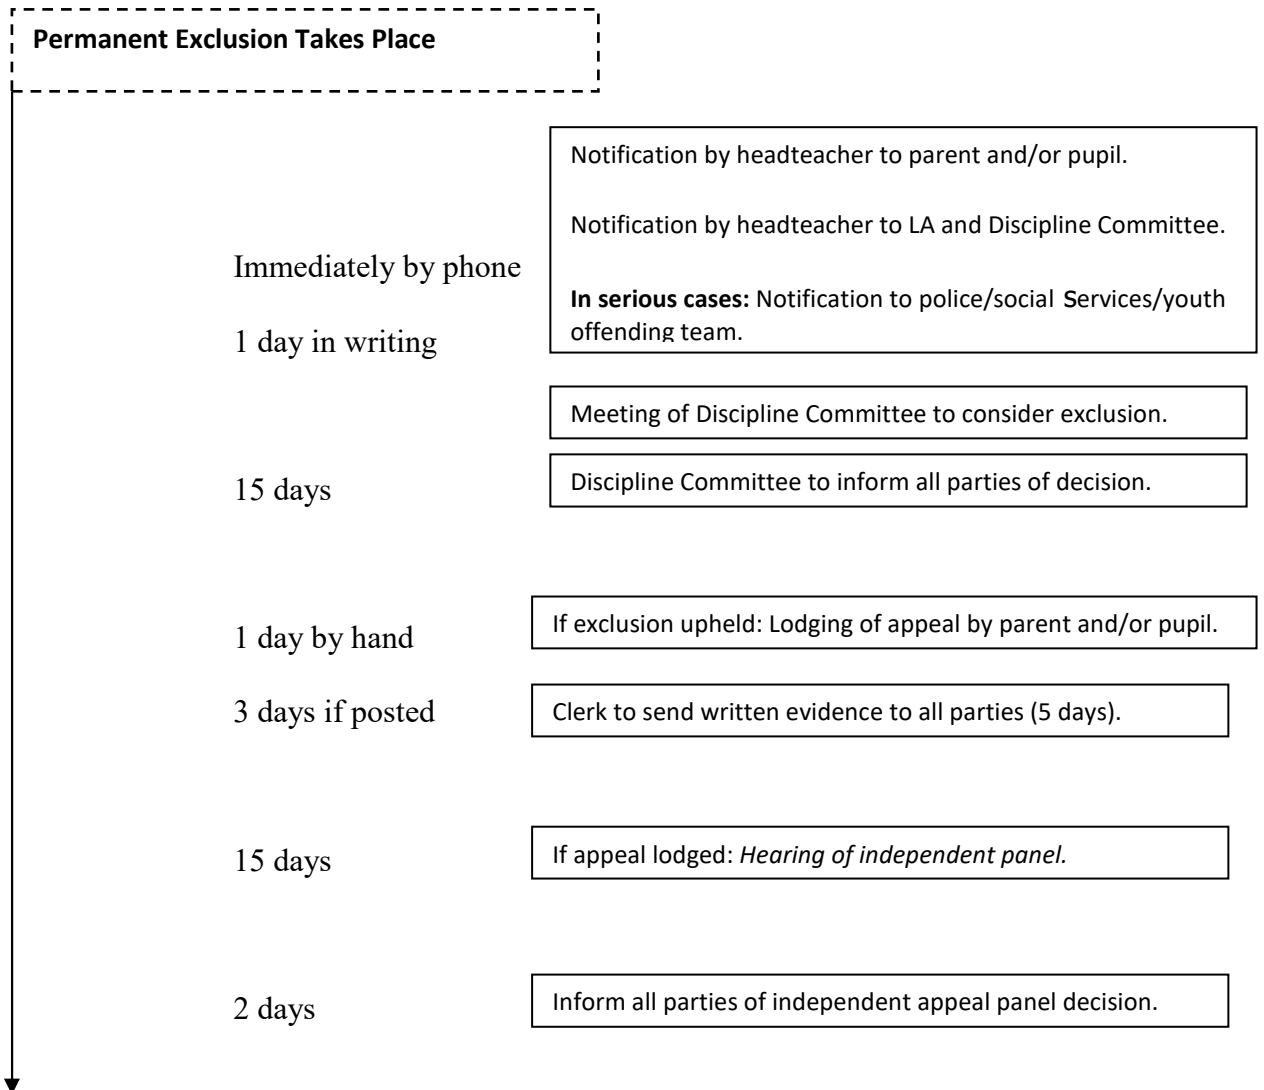 Permanent Exclusion Takes Place
Notification by headteacher to parent and/or pupil.
Notification by headteacher to LA and Discipline Committee.
Immediately by phone
In serious cases: Notification to police/social Services/youth
offending team.
1 day in writing
Meeting of Discipline Committee to consider exclusion.
15 days
Discipline Committee to inform all parties of decision.
1 day by hand
If exclusion upheld: Lodging of appeal by parent and/or pupil.
3 days if posted
Clerk to send written evidence to all parties (5 days).
15 days
If appeal lodged: Hearing of independent panel.
2 days
Inform all parties of independent appeal panel decision.